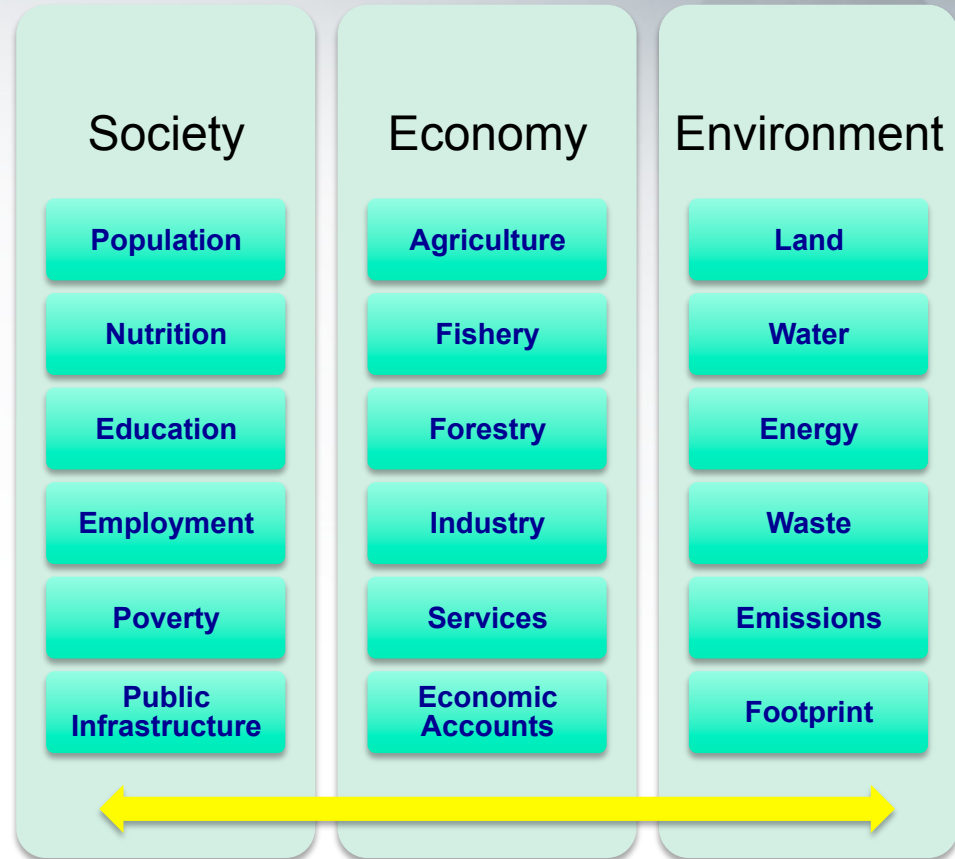 Society
Population
Nutrition
Education
Employment
Poverty
Public
Infrastructure
Economy
Agriculture
Fishery
Forestry
Industry
Services
Economic
Accounts
Environment
Land
Water
Energy
Waste
Emissions
Footprint